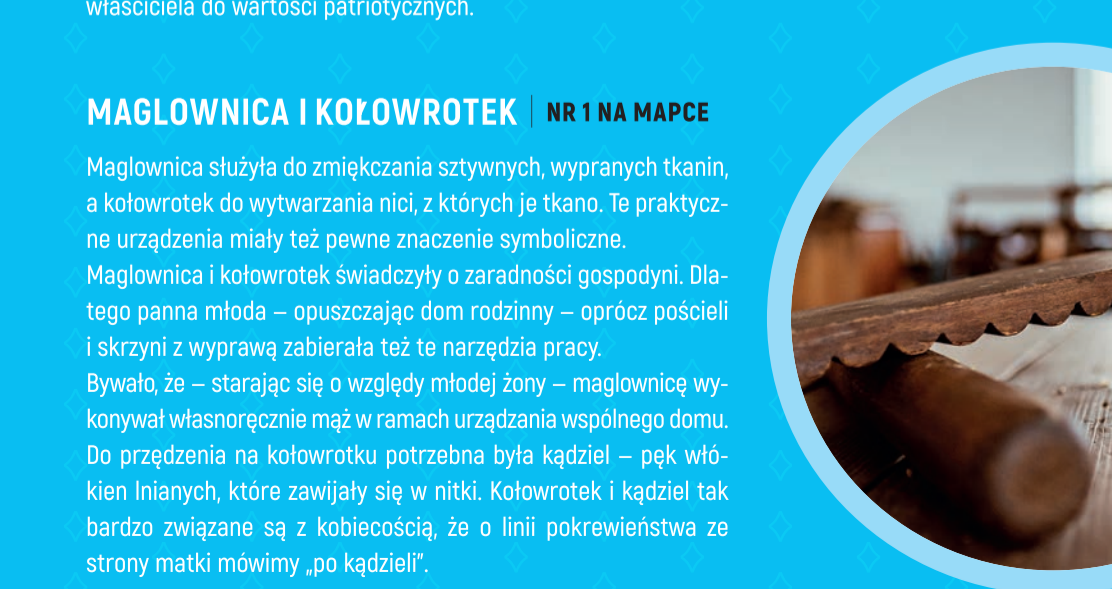 właściciela do wartości patriotycznych.
MAGLOWNICA I KOŁOWROTEK | NR 1 NA MAPCE
Maglownica służyła do zmiękczania sztywnych, wypranych tkanin,
a kołowrotek do wytwarzania nici, z których je tkano. Te praktycz-
ne urządzenia miały też pewne znaczenie symboliczne.
Maglownica i kołowrotek świadczyły o zaradności gospodyni. Dla-
tego panna młoda – opuszczając dom rodzinny – oprócz pościeli
i skrzyni z wyprawą zabierała też te narzędzia pracy.
Bywało, że – starając się o względy młodej żony – maglownicę wy-
konywał własnoręcznie mąż w ramach urządzania wspólnego domu.
Do przędzenia na kołowrotku potrzebna była kądziel – pęk włó-
kien lnianych, które zawijały się w nitki. Kołowrotek i kądziel tak
bardzo związane są z kobiecością, że o linii pokrewieństwa ze
strony matki mówimy „po kądzieli”.